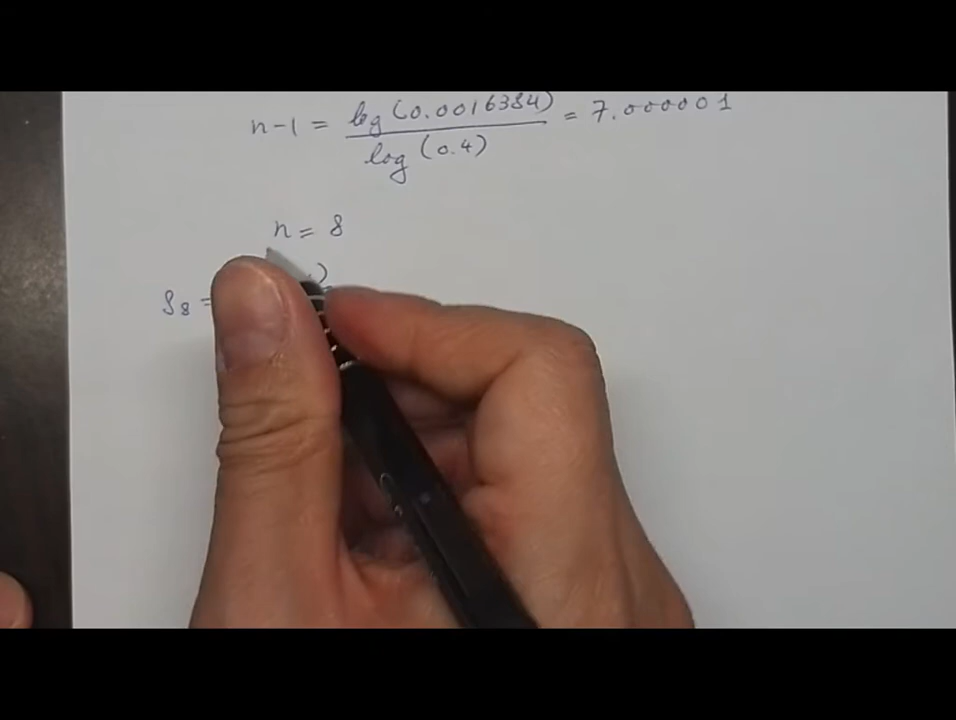 n-1 = log(0.0016384) / log(0.4) = 7.000001
n = 8
S₈ =